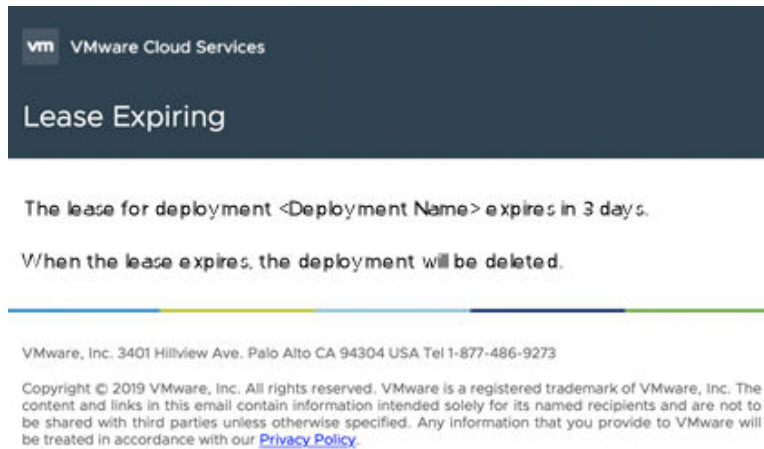 vm VMware Cloud Services
Lease Expiring
The lease for deployment <Deployment Name> expires in 3 days.
When the lease expires, the deployment will be deleted.
VMware, Inc. 3401 Hillview Ave. Palo Alto CA 94304 USA Tel 1-877-486-9273
Copyright © 2019 VMware, Inc. All rights reserved. VMware is a registered trademark of VMware, Inc. The
content and links in this email contain information intended solely for its named recipients and are not to
be shared with third parties unless otherwise specified. Any information that you provide to VMware will
be treated in accordance with our Privacy Policy.